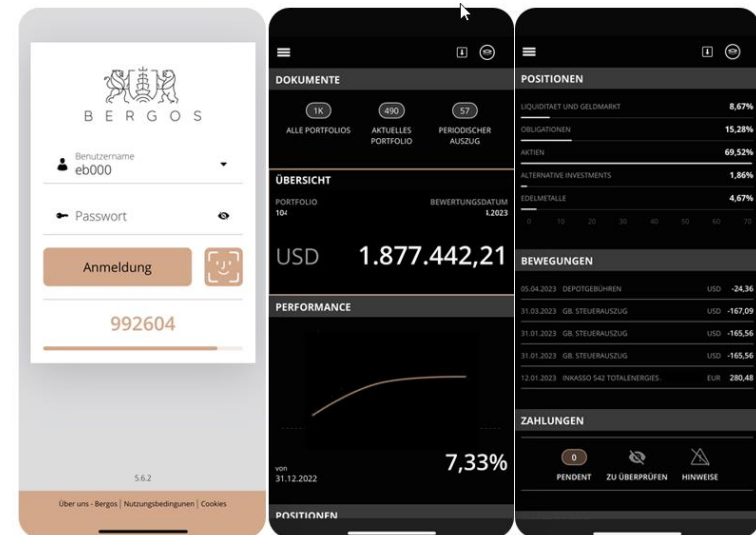 BERGOS
Benutzername
eb000
Passwort
Anmeldung
992604
5.6.2
Über uns - Bergos | Nutzungsbedingunen | Cookies
DOKUMENTE
1K
490
57
ALLE PORTFOLIOS
AKTUELLES
PORTFOLIO
PERIODISCHER
AUSZUG
ÜBERSICHT
PORTFOLIO
BEWERTUNGSDATUM
104
.2023
USD 1.877.442,21
PERFORMANCE
7,33%
von
31.12.2022
POSITIONEN
POSITIONEN
LIQUIDITAET UND GELDMARKT 8,67%
OBLIGATIONEN 15,28%
AKTIEN 69,52%
ALTERNATIVE INVESTMENTS 1,86%
EDELMETALLE 4,67%
0 10 20 30 40 50 60 70
BEWEGUNGEN
05.04.2023 DEPOTGEBÜHREN USD -24,36
31.03.2023 GB. STEUERAUSZUG USD -167,09
31.01.2023 GB. STEUERAUSZUG USD -165,56
31.01.2023 GB. STEUERAUSZUG USD -165,56
12.01.2023 INKASSO 542 TOTALENERGIES. EUR 280,48
ZAHLUNGEN
0
PENDENT
ZU ÜBERPRÜFEN
HINWEISE